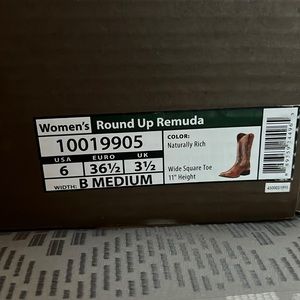 Women's Round Up Remuda
10019905
USA EURO UK
6 36½ 3½
WIDTH: B MEDIUM
COLOR:
Naturally Rich
Wide Square Toe
11" Height